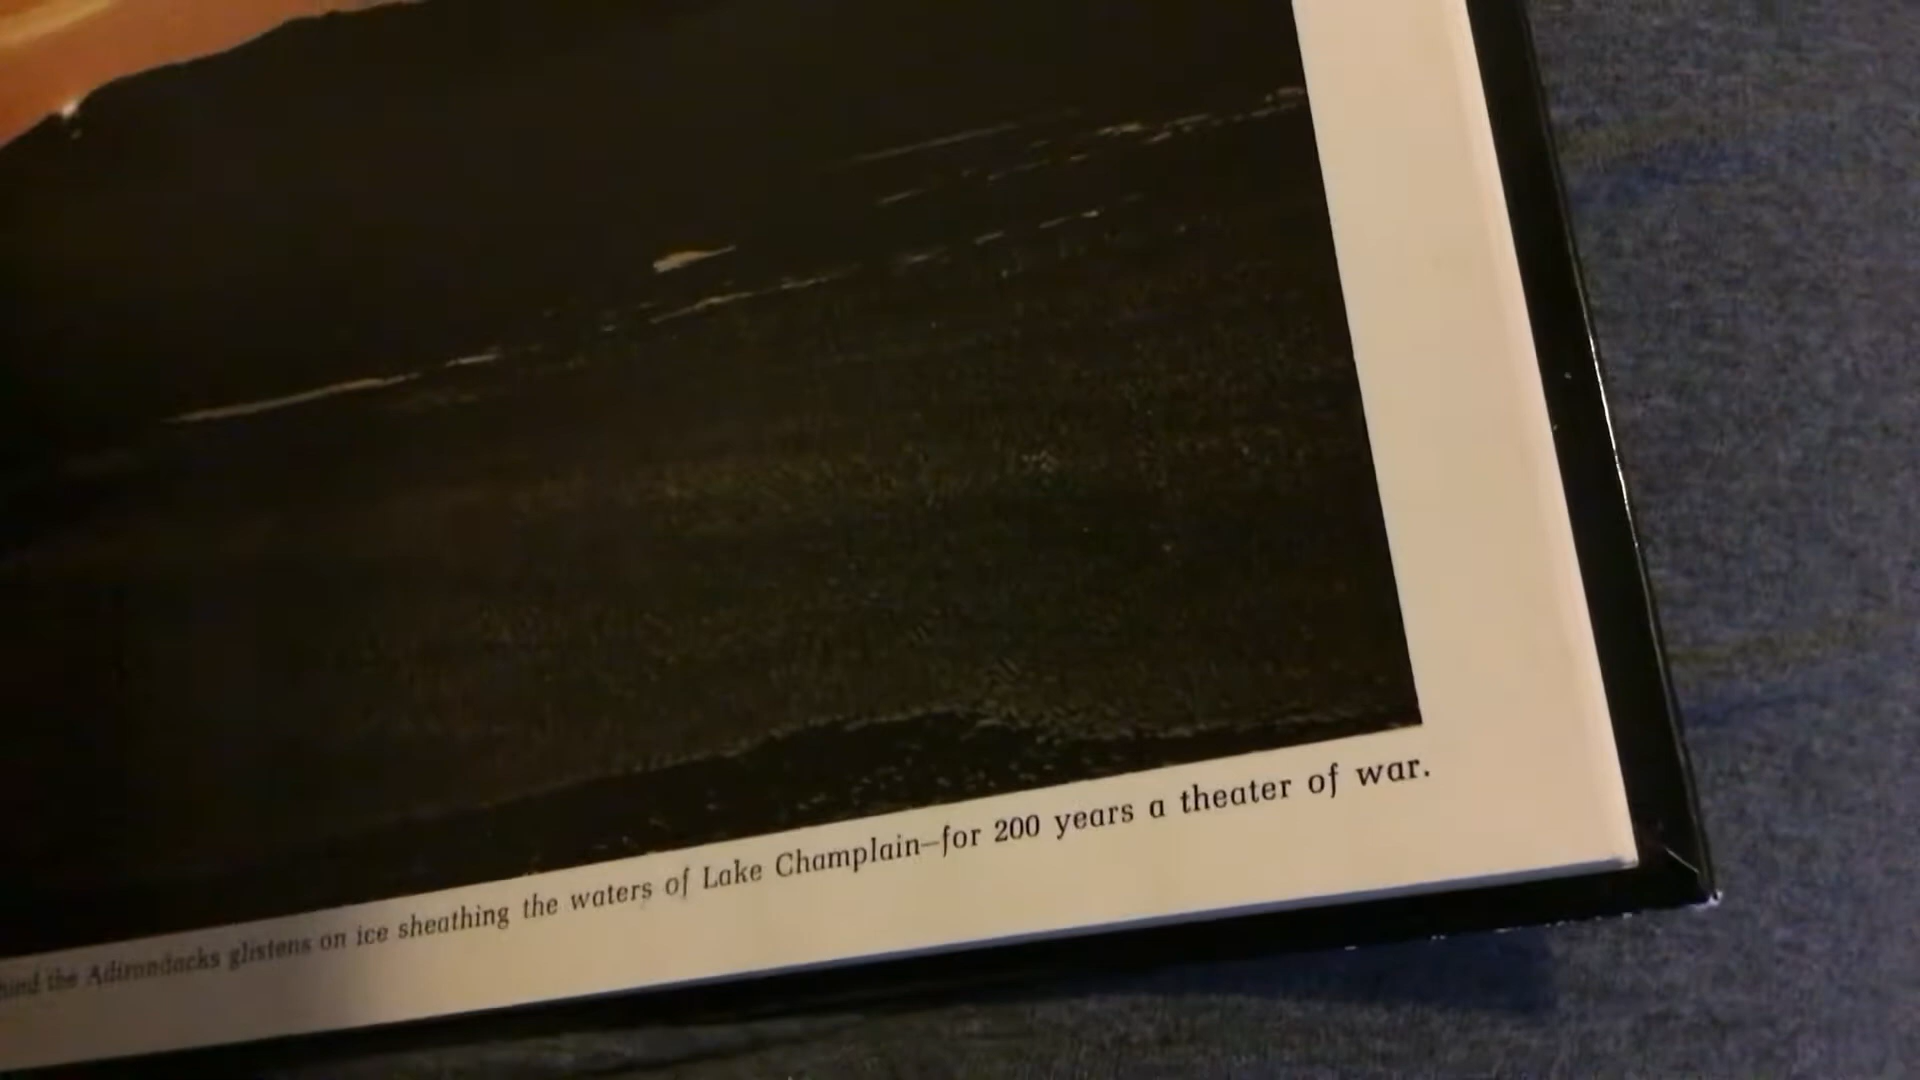 the Adirondacks glistens on ice sheathing the waters of Lake Champlain—for 200 years a theater of war.